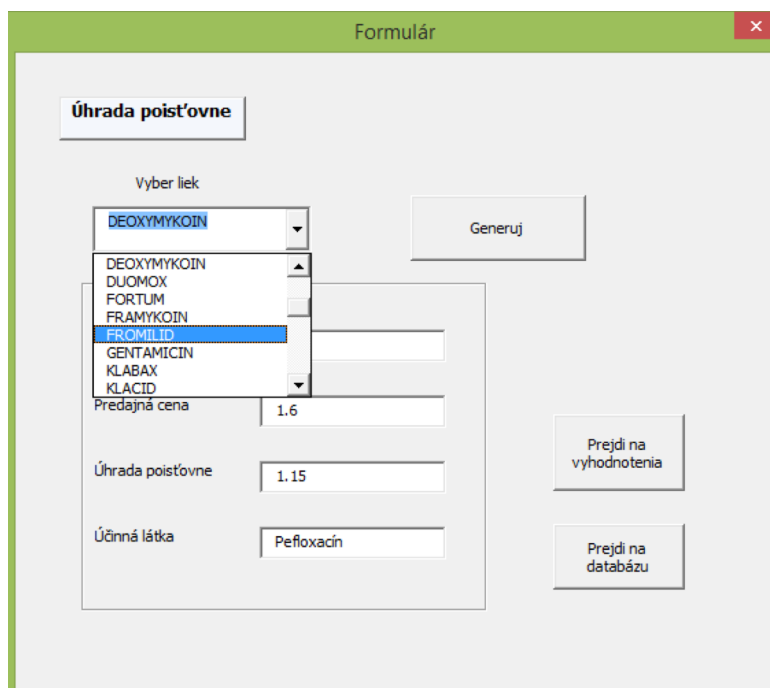 Formulár
Úhrada poisťovne
Vyber liek
DEOXYMYKOIN
Generuj
DEOXYMYKOIN
DUOMOX
FORTUM
FRAMYKOIN
FROMILID
GENTAMICIN
KLABAX
KLACID
Predajná cena
1.6
Prejdi na
vyhodnotenia
Úhrada poisťovne
1.15
Účinná látka
Pefloxacín
Prejdi na
databázu